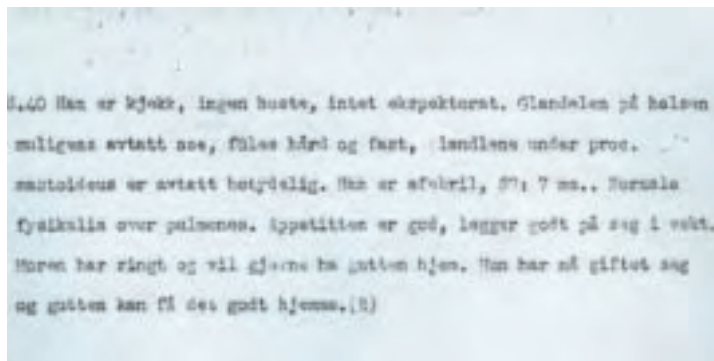 .40 Han er kjekk, ingen hoste, intet ekspektorat. Glandelen på halsen
muligens avtatt noe, føles hård og fast, landlene under proc.
mastoideus er avtatt betydelig. Han er afebril, 7 mm.. Normale
fysikalia over pulmones. Appetitten er god, legger godt på seg i vekt.
Moren har ringt og vil gjerne ha gutten hjem. Hun har nå giftet seg
og gutten kan få det godt hjemme.